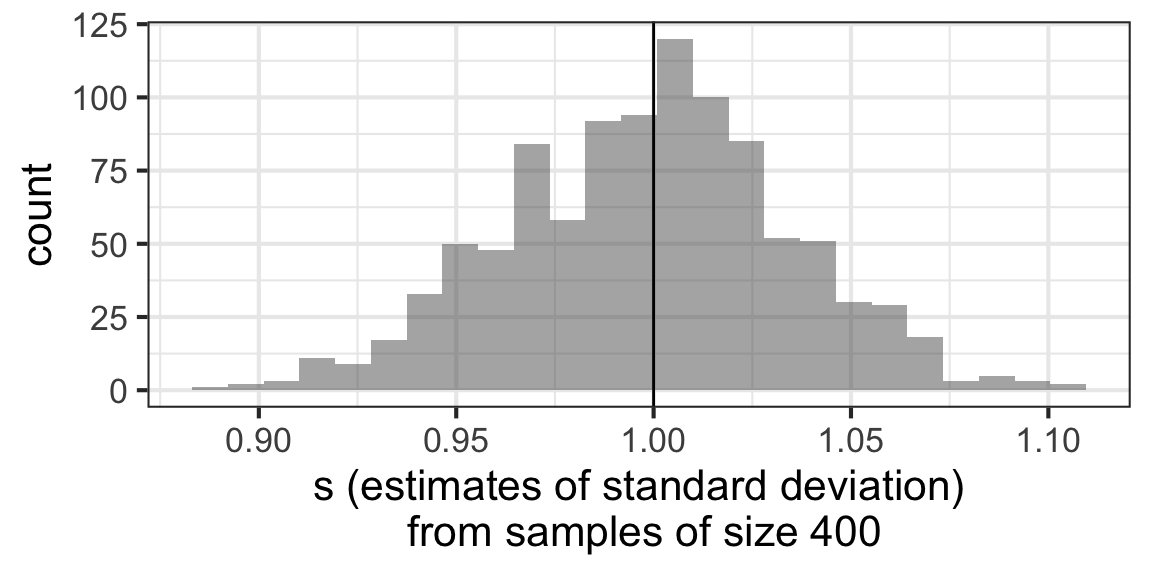 125
100
75
50
25
0
count
0.90 0.95 1.00 1.05 1.10
s (estimates of standard deviation)
from samples of size 400